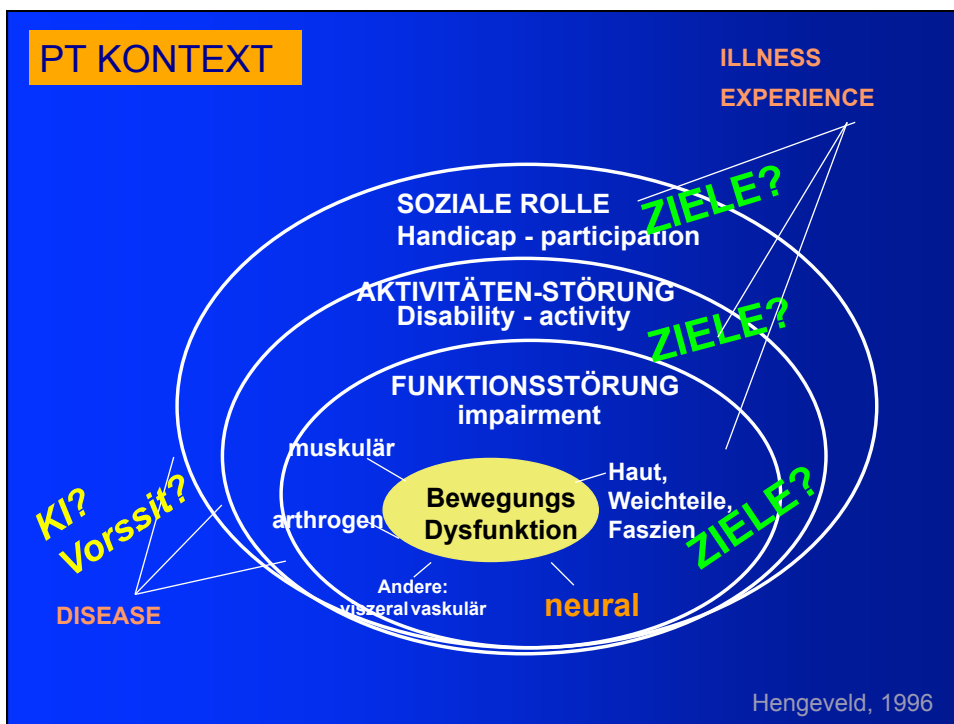 PT KONTEXT
ILLNESS
EXPERIENCE
SOZIALE ROLLE
Handicap - participation
ZIELE?
AKTIVITÄTEN-STÖRUNG
Disability - activity
ZIELE?
FUNKTIONSSTÖRUNG
impairment
muskulär
Bewegungs
Dysfunktion
Haut,
Weichteile,
Faszien
ZIELE?
KI?
Vorssit?
arthrogen
Andere:
viszeral vaskulär
neural
DISEASE
Hengeveld, 1996